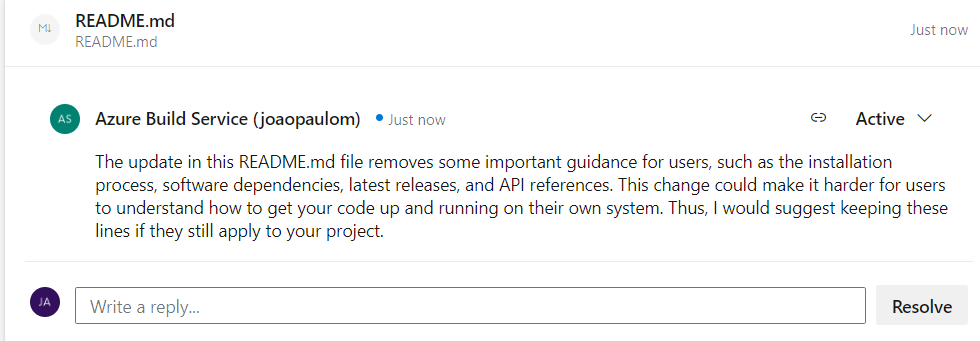 M↓
README.md
README.md
Just now
AS
Azure Build Service (joaopaulom)
Just now
Active
The update in this README.md file removes some important guidance for users, such as the installation
process, software dependencies, latest releases, and API references. This change could make it harder for users
to understand how to get your code up and running on their own system. Thus, I would suggest keeping these
lines if they still apply to your project.
JA
Write a reply...
Resolve